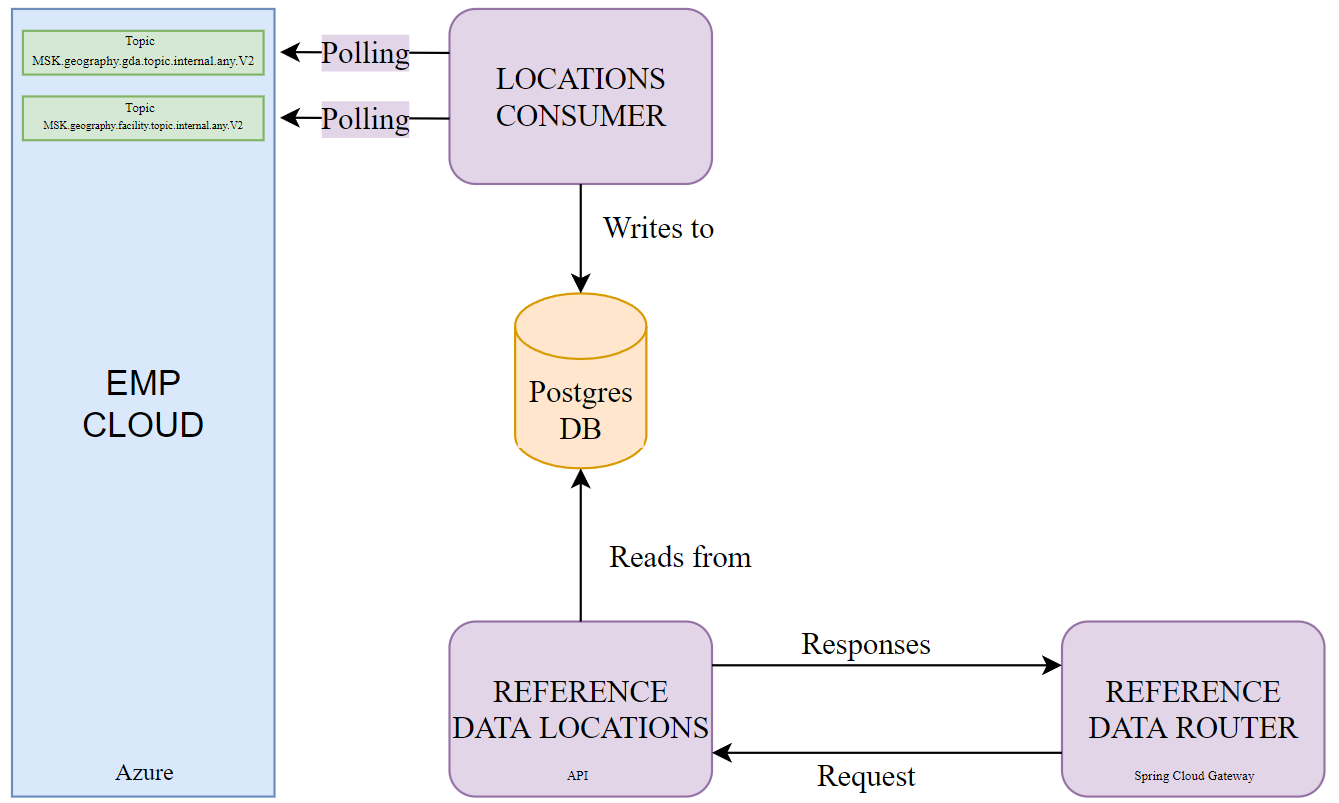 Topic
MSK.geography.gda.topic.internal.any.V2
Topic
MSK.geography.facility.topic.internal.any.V2
EMP
CLOUD
Azure
Polling
Polling
LOCATIONS
CONSUMER
Writes to
Postgres
DB
Reads from
REFERENCE
DATA LOCATIONS
API
Responses
Request
REFERENCE
DATA ROUTER
Spring Cloud Gateway